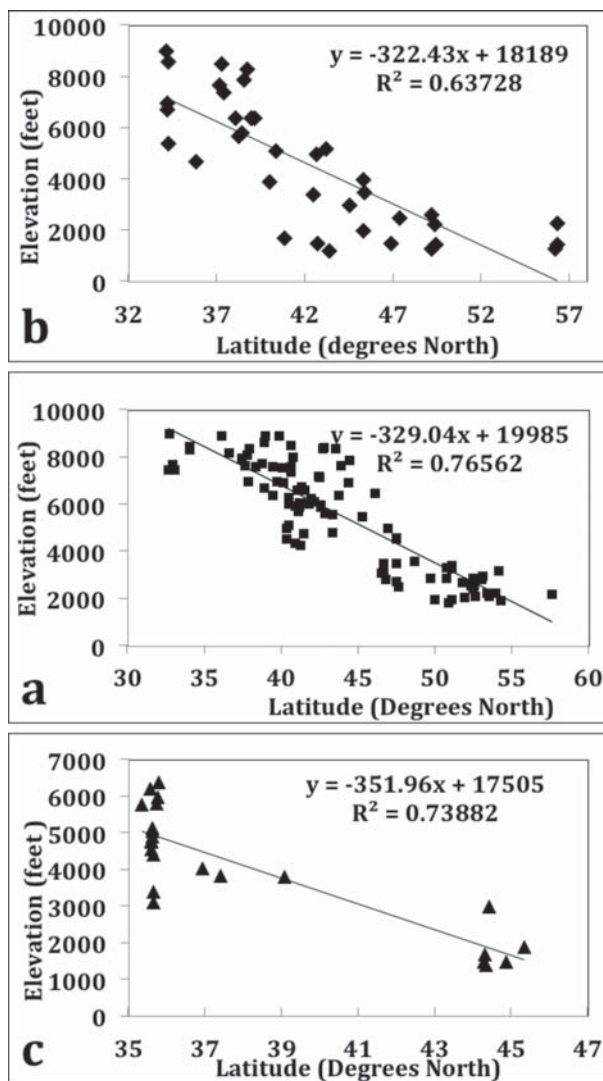 10000
8000
6000
4000
2000
0
Elevation (feet)
y = -322.43x + 18189
R² = 0.63728
32 37 42 47 52 57
Latitude (degrees North)
b
10000
8000
6000
4000
2000
0
Elevation (feet)
y = -329.04x + 19985
R² = 0.76562
30 35 40 45 50 55 60
Latitude (Degrees North)
a
7000
6000
5000
4000
3000
2000
1000
0
Elevation (feet)
y = -351.96x + 17505
R² = 0.73882
35 37 39 41 43 45 47
Latitude (Degrees North)
c